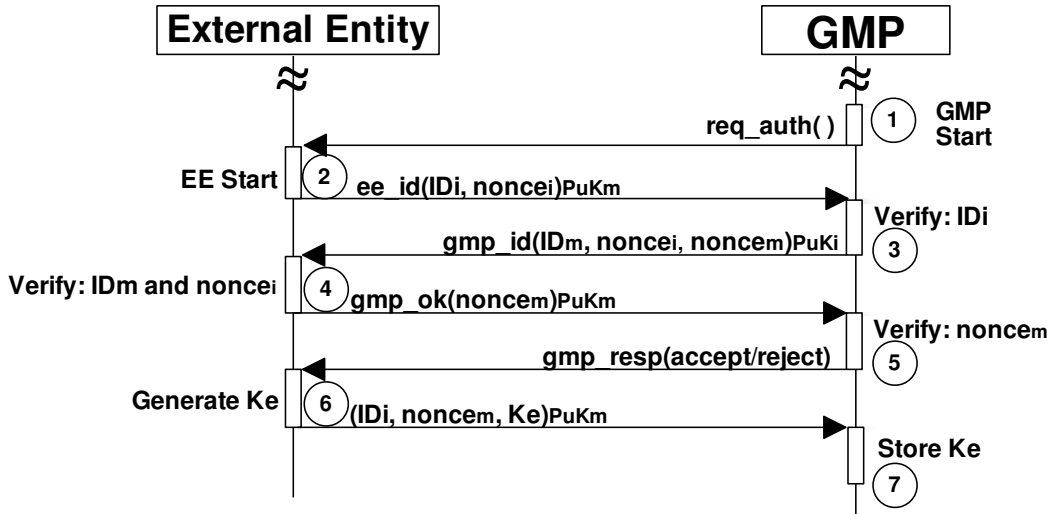 External Entity
GMP
1
GMP
Start
req_auth( )
EE Start
2
ee_id(IDi, noncei)PuKm
Verify: IDi
3
gmp_id(IDm, noncei, noncem)PuKi
Verify: IDm and noncei
4
gmp_ok(noncem)PuKm
Verify: noncem
5
gmp_resp(accept/reject)
Generate Ke
6
(IDi, noncem, Ke)PuKm
Store Ke
7